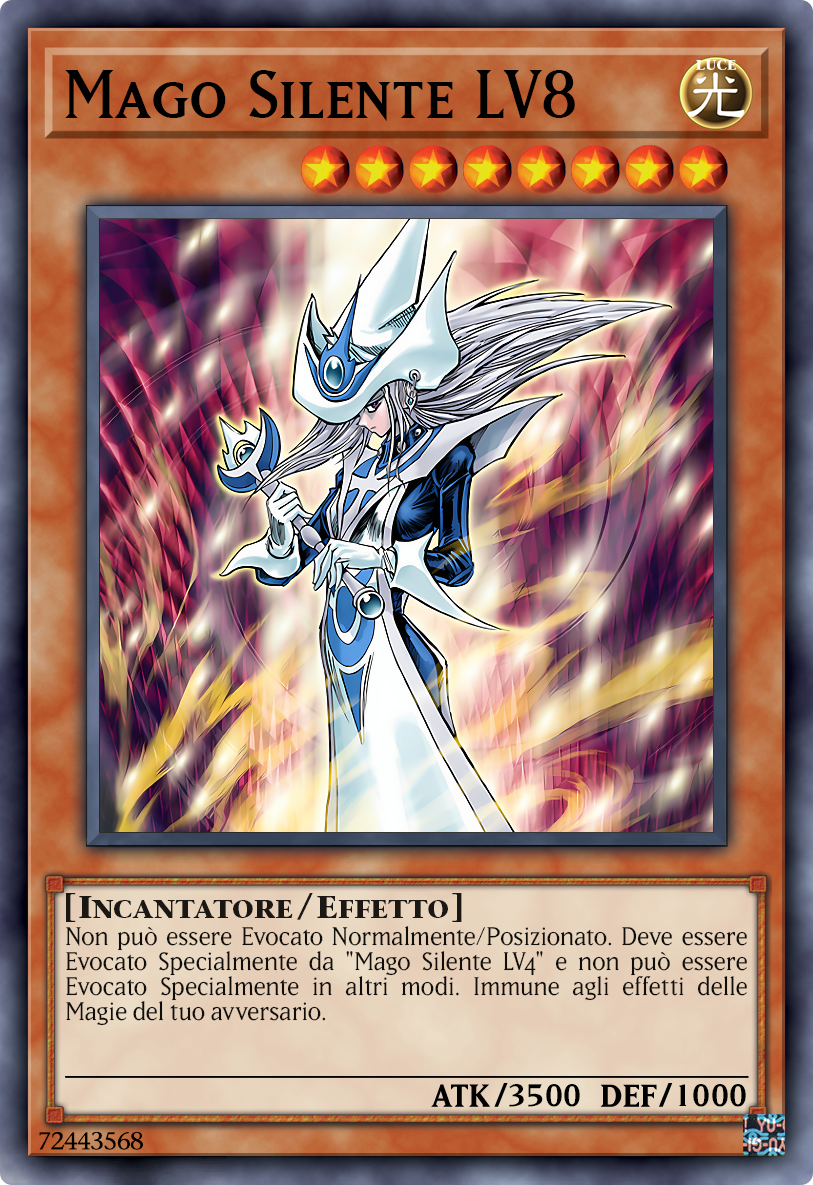 Mago Silente LV8
LUCE
光
[Incantatore/Effetto]
Non può essere Evocato Normalmente/Posizionato. Deve essere
Evocato Specialmente da "Mago Silente LV4" e non può essere
Evocato Specialmente in altri modi. Immune agli effetti delle
Magie del tuo avversario.
ATK/3500 DEF/1000
72443568